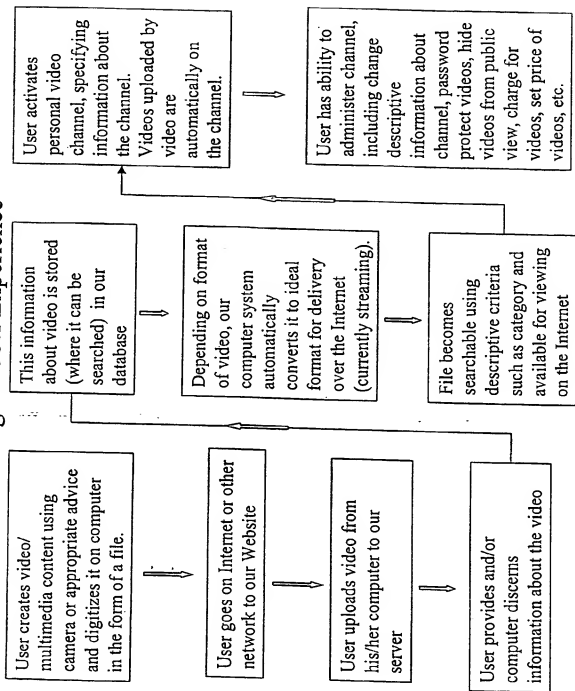 Experience
User creates video/
multimedia content using
camera or appropriate advice
and digitizes it on computer
in the form of a file.
User goes on Internet or other
network to our Website
User uploads video from
his/her computer to our
server
User provides and/or
computer discerns
information about the video
This information
about video is stored
(where it can be
searched) in our
database
Depending on format
of video, our
computer system
automatically
converts it to ideal
format for delivery
over the Internet
(currently streaming).
File becomes
searchable using
descriptive criteria
such as category and
available for viewing
on the Internet
User activates
personal video
channel, specifying
information about
the channel.
Videos uploaded by
video are
automatically on
the channel.
User has ability to
administer channel,
including change
descriptive
information about
channel, password
protect videos, hide
videos from public
view, charge for
videos, set price of
videos, etc.